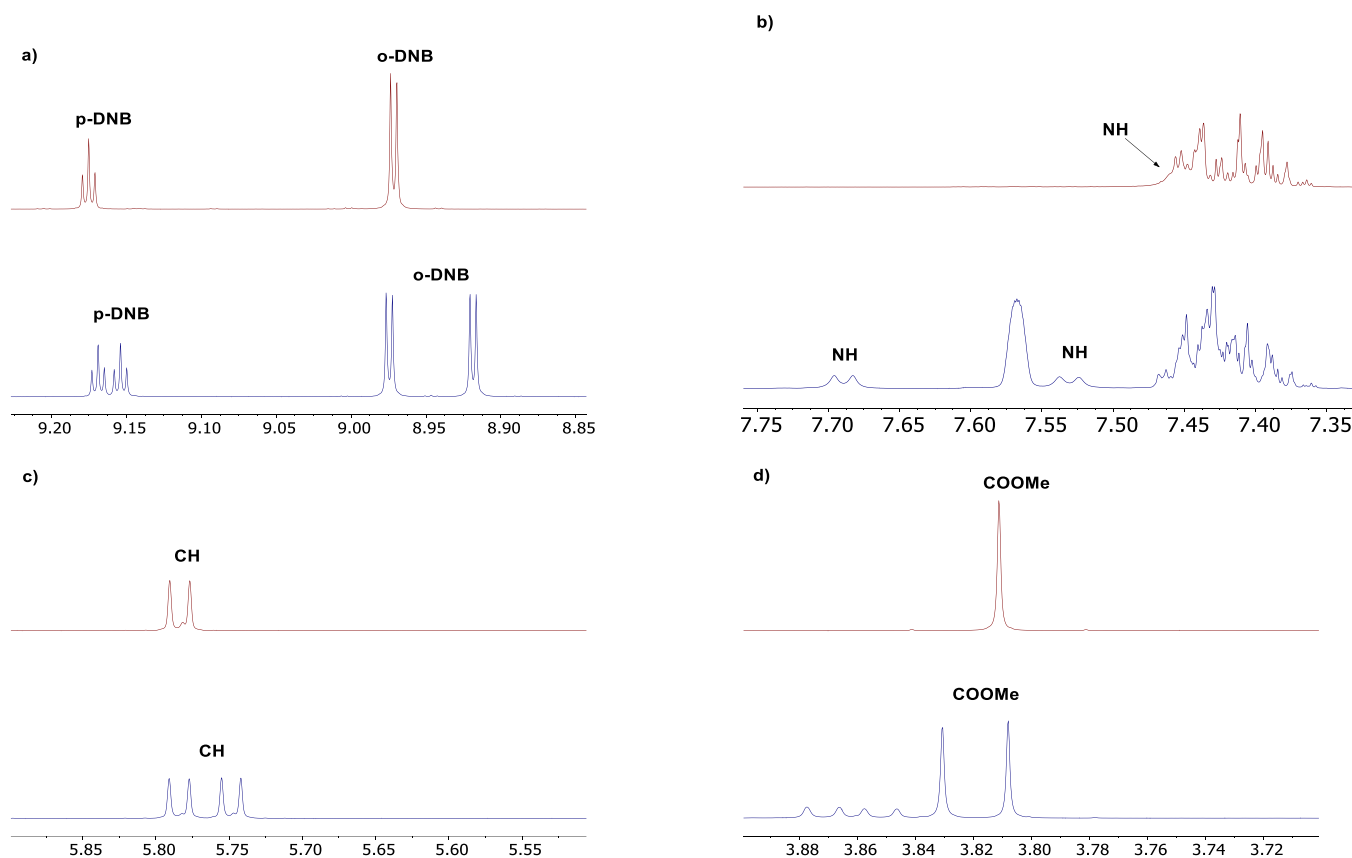 a)
o-DNB
p-DNB
o-DNB
p-DNB
9.20 9.15 9.10 9.05 9.00 8.95 8.90 8.85
b)
NH
NH
NH
7.75 7.70 7.65 7.60 7.55 7.50 7.45 7.40 7.35
c)
CH
CH
5.85 5.80 5.75 5.70 5.65 5.60 5.55
d)
COOMe
COOMe
3.88 3.86 3.84 3.82 3.80 3.78 3.76 3.74 3.72